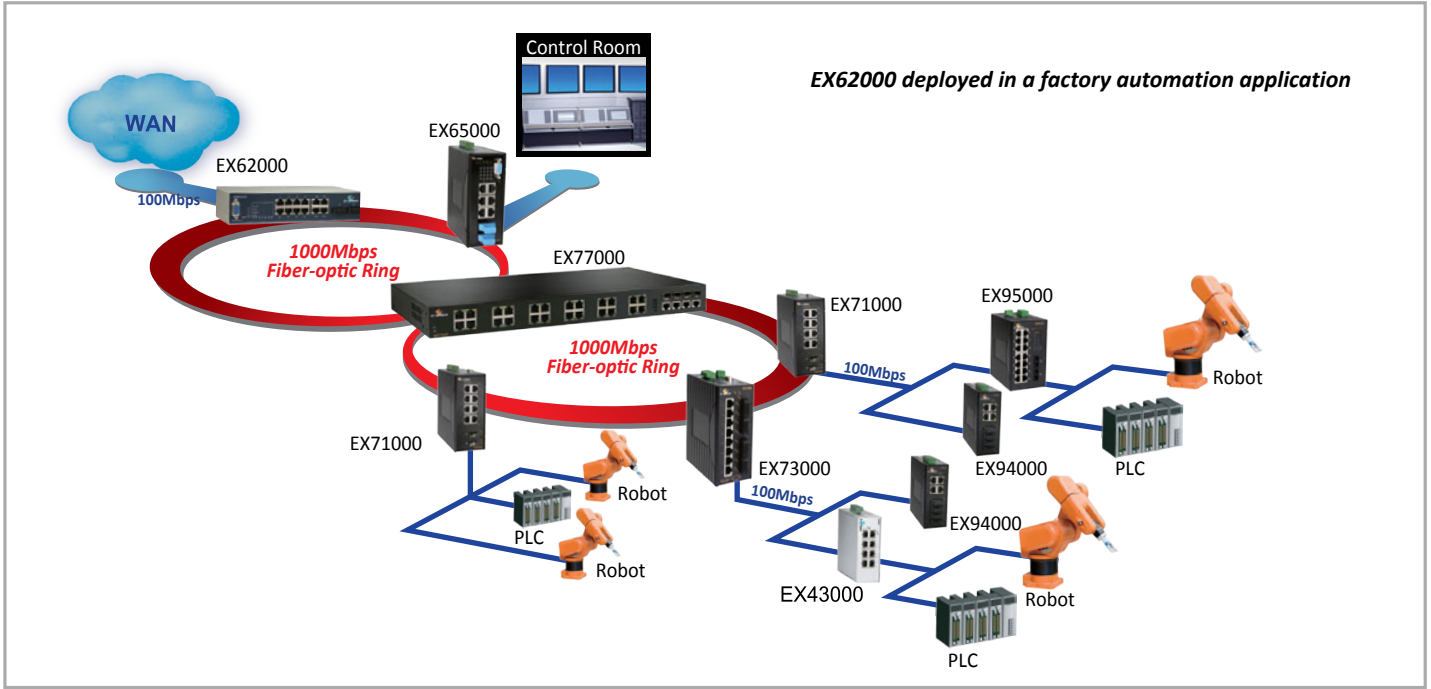 Control Room
EX62000 deployed in a factory automation application
WAN
EX65000
EX62000
100Mbps
1000Mbps
Fiber-optic Ring
EX77000
EX71000
EX95000
1000Mbps
Fiber-optic Ring
100Mbps
Robot
EX71000
EX73000
EX94000
PLC
100Mbps
Robot
PLC
EX94000
Robot
EX43000
Robot
PLC